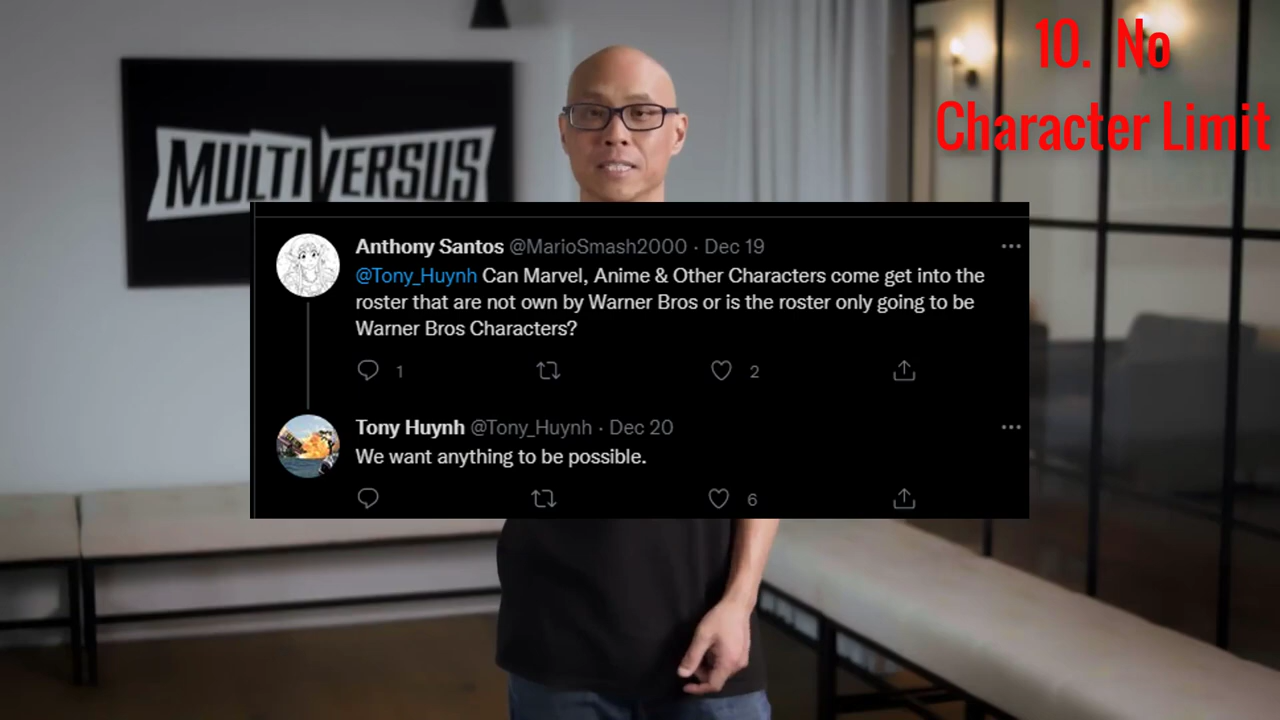 10. No
Character Limit
MULTIVERSUS
Anthony Santos @MarioSmash2000 · Dec 19
@Tony_Huynh Can Marvel, Anime & Other Characters come get into the
roster that are not own by Warner Bros or is the roster only going to be
Warner Bros Characters?
1
2
Tony Huynh @Tony_Huynh · Dec 20
We want anything to be possible.
6